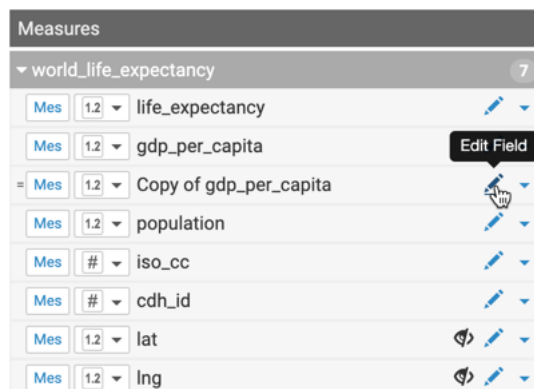 Measures
world_life_expectancy 7
Mes 1.2 life_expectancy
Mes 1.2 gdp_per_capita
Edit Field
= Mes 1.2 Copy of gdp_per_capita
Mes 1.2 population
Mes # iso_cc
Mes # cdh_id
Mes 1.2 lat
Mes 1.2 lng